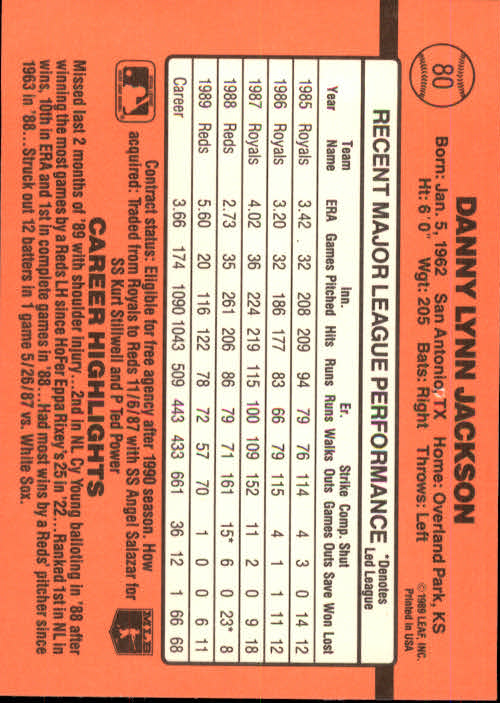 80
DANNY LYNN JACKSON
Born: Jan. 5, 1962 San Antonio, TX Home: Overland Park, KS
Ht: 6' 0" Wgt: 205 Bats: Right Throws: Left
© 1989 LEAF, INC.
Printed in USA
RECENT MAJOR LEAGUE PERFORMANCE *Denotes
Led League
Team Inn. Er. Strike Comp. Shut
Year Name ERA Games Pitched Hits Runs Runs Walks Outs Games Outs Save Won Lost
1985 Royals 3.42 32 208 209 94 79 76 114 4 3 0 14 12
1986 Royals 3.20 32 186 177 83 66 79 115 4 1 1 11 12
1987 Royals 4.02 36 224 219 115 100 109 152 11 2 0 9 18
1988 Reds 2.73 35 261 206 86 79 71 161 15* 6 0 23* 8
1989 Reds 5.60 20 116 122 78 72 57 70 1 0 0 6 11
Career 3.66 174 1090 1043 509 443 433 661 36 12 1 66 68
Contract status: Eligible for free agency after 1990 season. How
acquired: Traded from Royals to Reds 11/6/87 with SS Angel Salazar for
SS Kurt Stillwell and P Ted Power
MLB
CAREER HIGHLIGHTS
Missed last 2 months of '89 with shoulder injury...2nd in NL Cy Young balloting in '88 after
winning the most games by a Reds LH since HoFer Eppa Rixey's 25 in '22...Ranked 1st in NL in
wins, 10th in ERA and 1st in complete games in '88...Had most wins by a Reds' pitcher since
1963 in '88...Struck out 12 batters in 1 game 5/26/87 vs. White Sox.